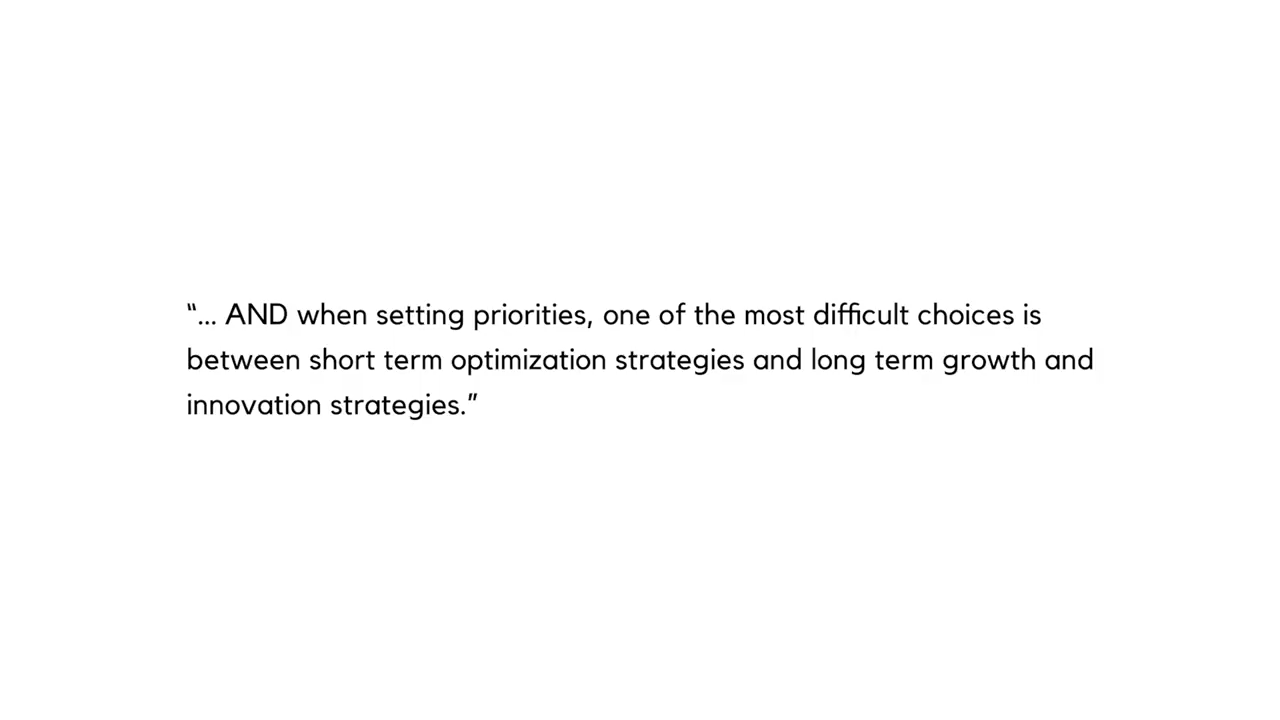 “... AND when setting priorities, one of the most difficult choices is
between short term optimization strategies and long term growth and
innovation strategies.”